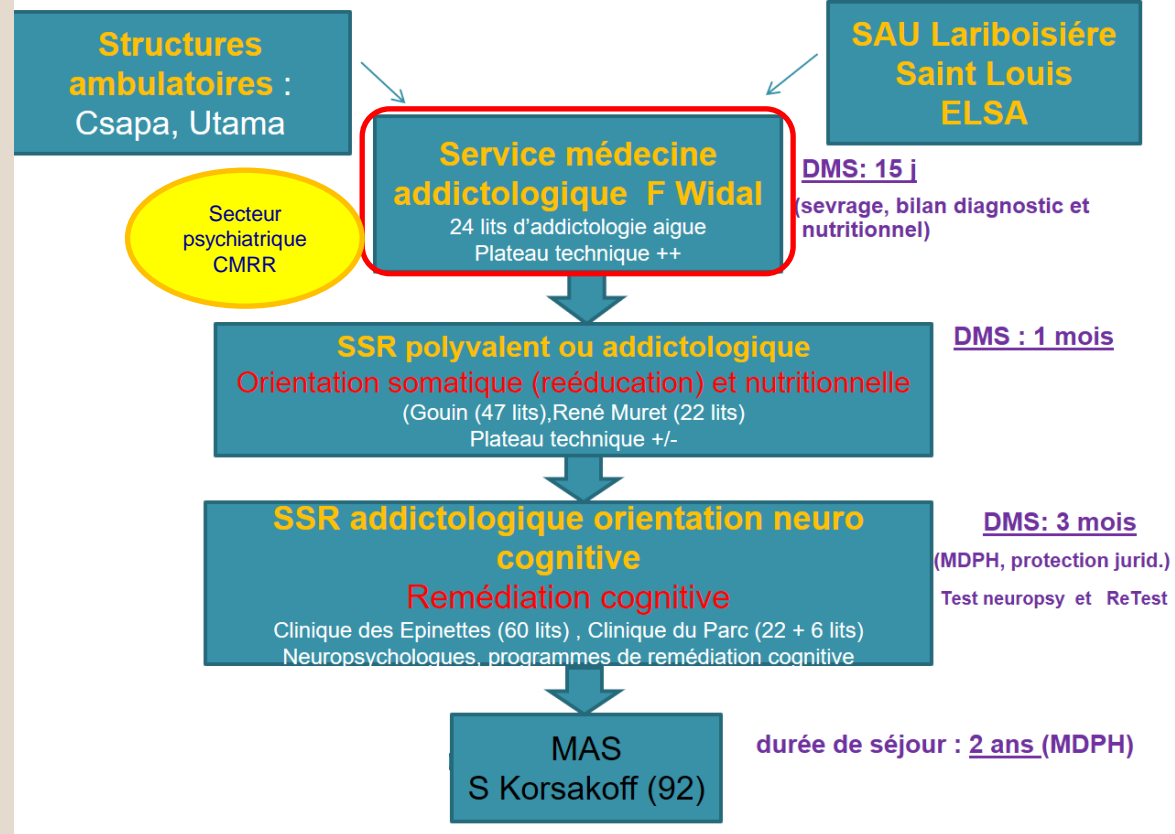 Structures
ambulatoires :
Csapa, Utama
SAU Lariboisiére
Saint Louis
ELSA
Service médecine
addictologique F Widal
24 lits d'addictologie aigue
Plateau technique ++
DMS: 15 j
(sevrage, bilan diagnostic et
nutritionnel)
Secteur
psychiatrique
CMRR
SSR polyvalent ou addictologique
Orientation somatique (reéducation) et nutritionnelle
(Gouin (47 lits),René Muret (22 lits)
Plateau technique +/-
DMS : 1 mois
SSR addictologique orientation neuro
cognitive
Remédiation cognitive
Clinique des Epinettes (60 lits) , Clinique du Parc (22 + 6 lits)
Neuropsychologues, programmes de remédiation cognitive
DMS: 3 mois
(MDPH, protection jurid.)
Test neuropsy et ReTest
MAS
S Korsakoff (92)
durée de séjour : 2 ans (MDPH)